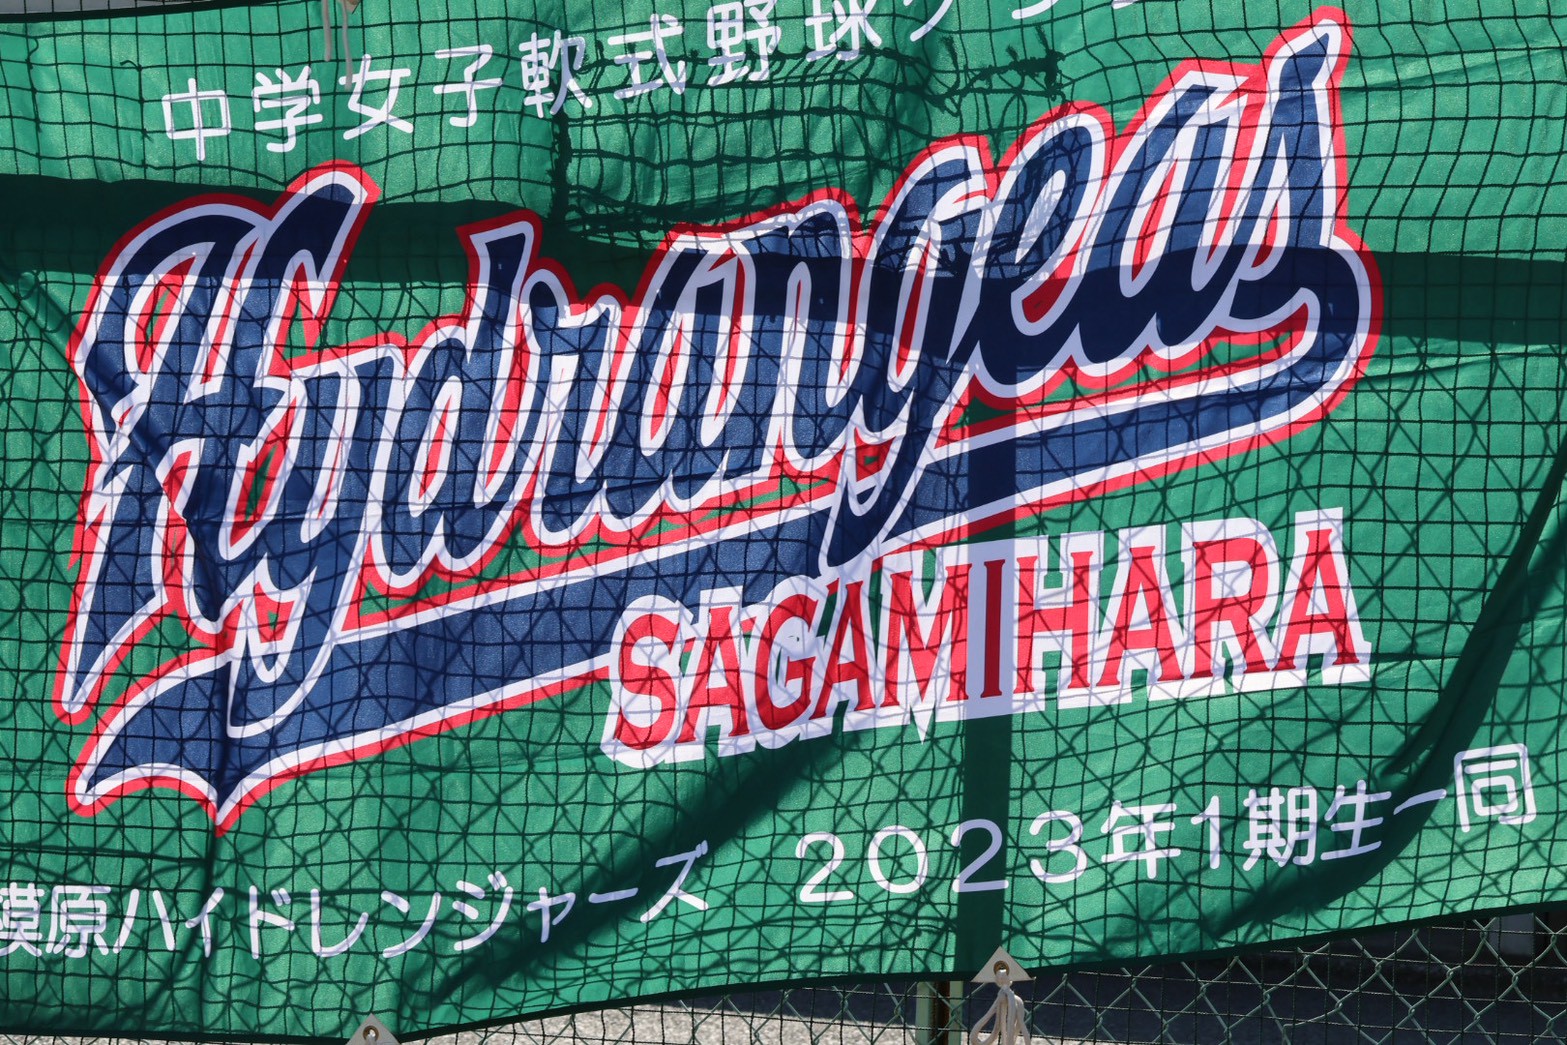 中学女子軟式野球ク
Hydrangeas
SAGAMIHARA
模原ハイドレンジャーズ 2023年1期生一同